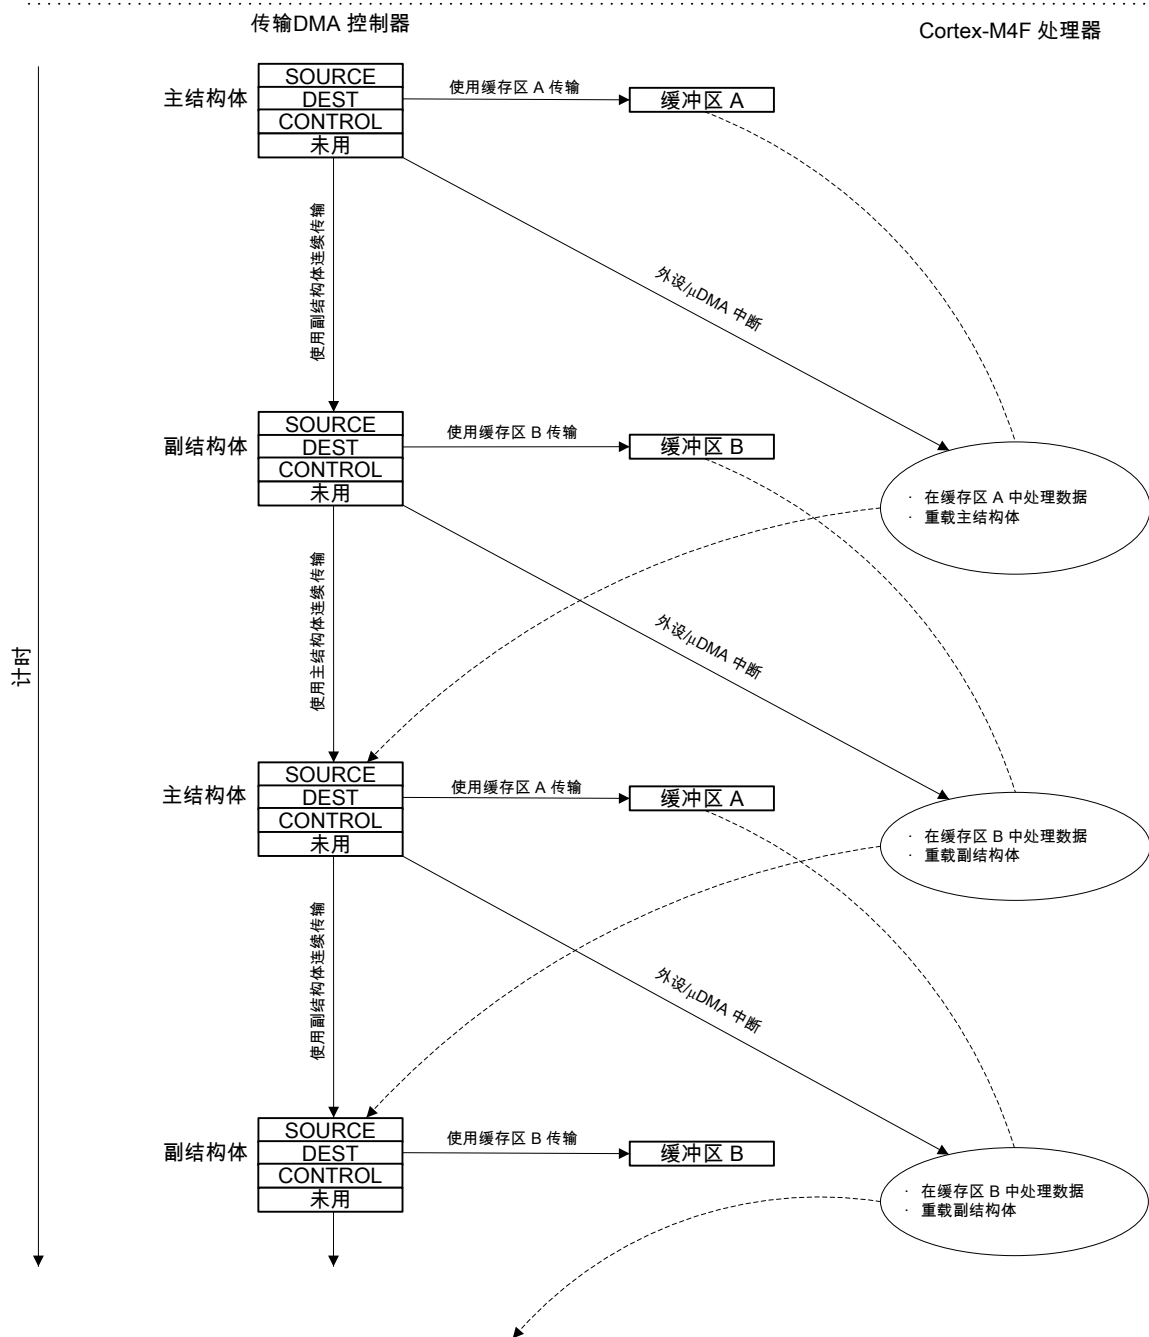 传输DMA 控制器
Cortex-M4F 处理器
主结构体
SOURCE
DEST
CONTROL
未用
使用缓存区 A 传输
缓冲区 A
使用副结构体连续传输
外设/μDMA 中断
副结构体
SOURCE
DEST
CONTROL
未用
使用缓存区 B 传输
缓冲区 B
· 在缓存区 A 中处理数据
· 重载主结构体
使用主结构体连续传输
外设/μDMA 中断
计时
主结构体
SOURCE
DEST
CONTROL
未用
使用缓存区 A 传输
缓冲区 A
· 在缓存区 B 中处理数据
· 重载副结构体
使用副结构体连续传输
外设/μDMA 中断
副结构体
SOURCE
DEST
CONTROL
未用
使用缓存区 B 传输
缓冲区 B
· 在缓存区 B 中处理数据
· 重载副结构体